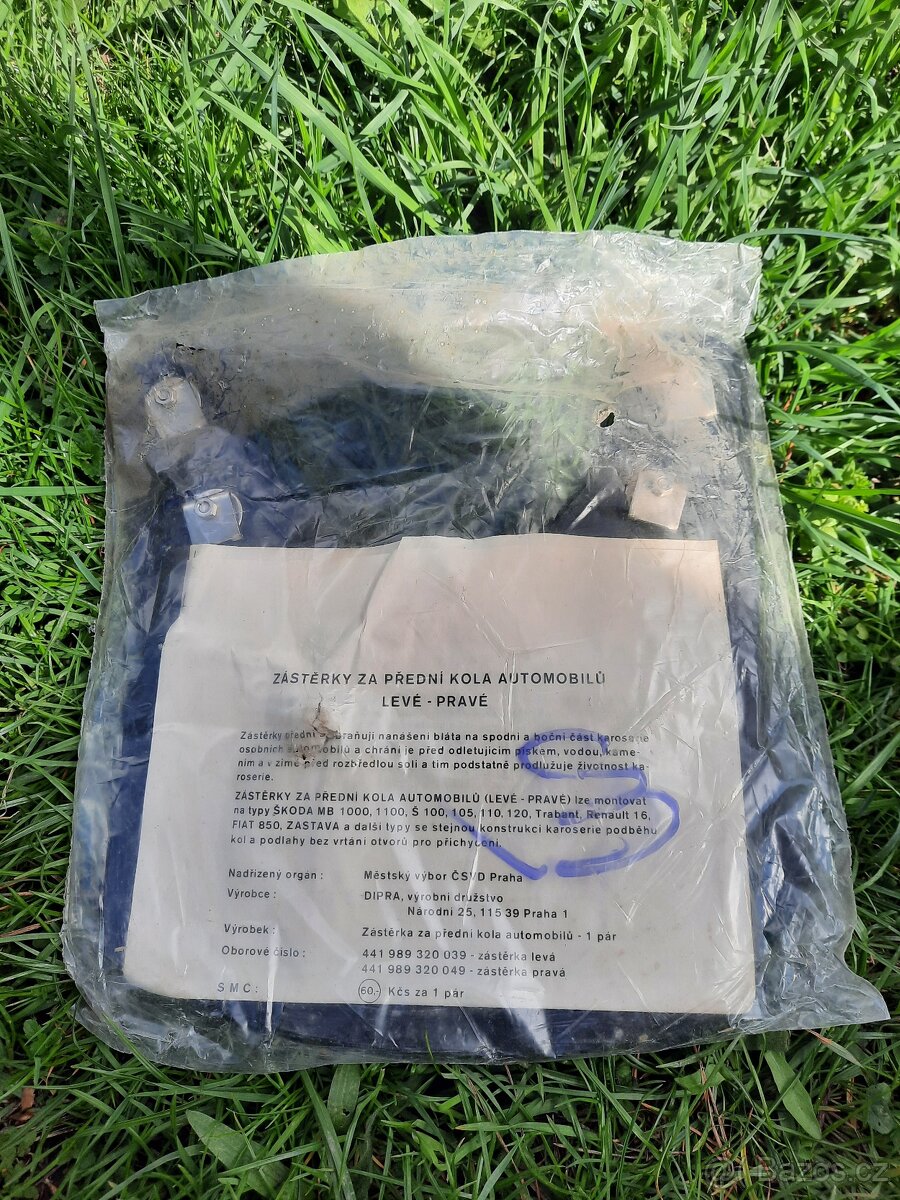 ZÁSTĚRKY ZA PŘEDNÍ KOLA AUTOMOBILŮ
LEVÉ - PRAVÉ
Zástěrky přední zabraňují nanášení bláta na spodní a boční část karoserie
osobních automobilů a chrání je před odletujícím pískem, vodou, kame-
ním a v zimě před rozbředlou solí a tím podstatně prodlužuje životnost ka-
roserie.
ZÁSTĚRKY ZA PŘEDNÍ KOLA AUTOMOBILŮ (LEVÉ - PRAVÉ) lze montovat
na typy ŠKODA MB 1000, 1100, Š 100, 105, 110, 120, Trabant, Renault 16,
FIAT 850, ZASTAVA a další typy se stejnou konstrukcí karoserie podběhu
kol a podlahy bez vrtání otvorů pro přichycení.
Nadřízený orgán : Městský výbor ČSVD Praha
Výrobce : DIPRA, výrobní družstvo
Národní 25, 115 39 Praha 1
Výrobek : Zástěrka za přední kola automobilů - 1 pár
Oborové číslo : 441 989 320 039 - zástěrka levá
441 989 320 049 - zástěrka pravá
SMC : 60,- Kčs za 1 pár
Bazos.cz